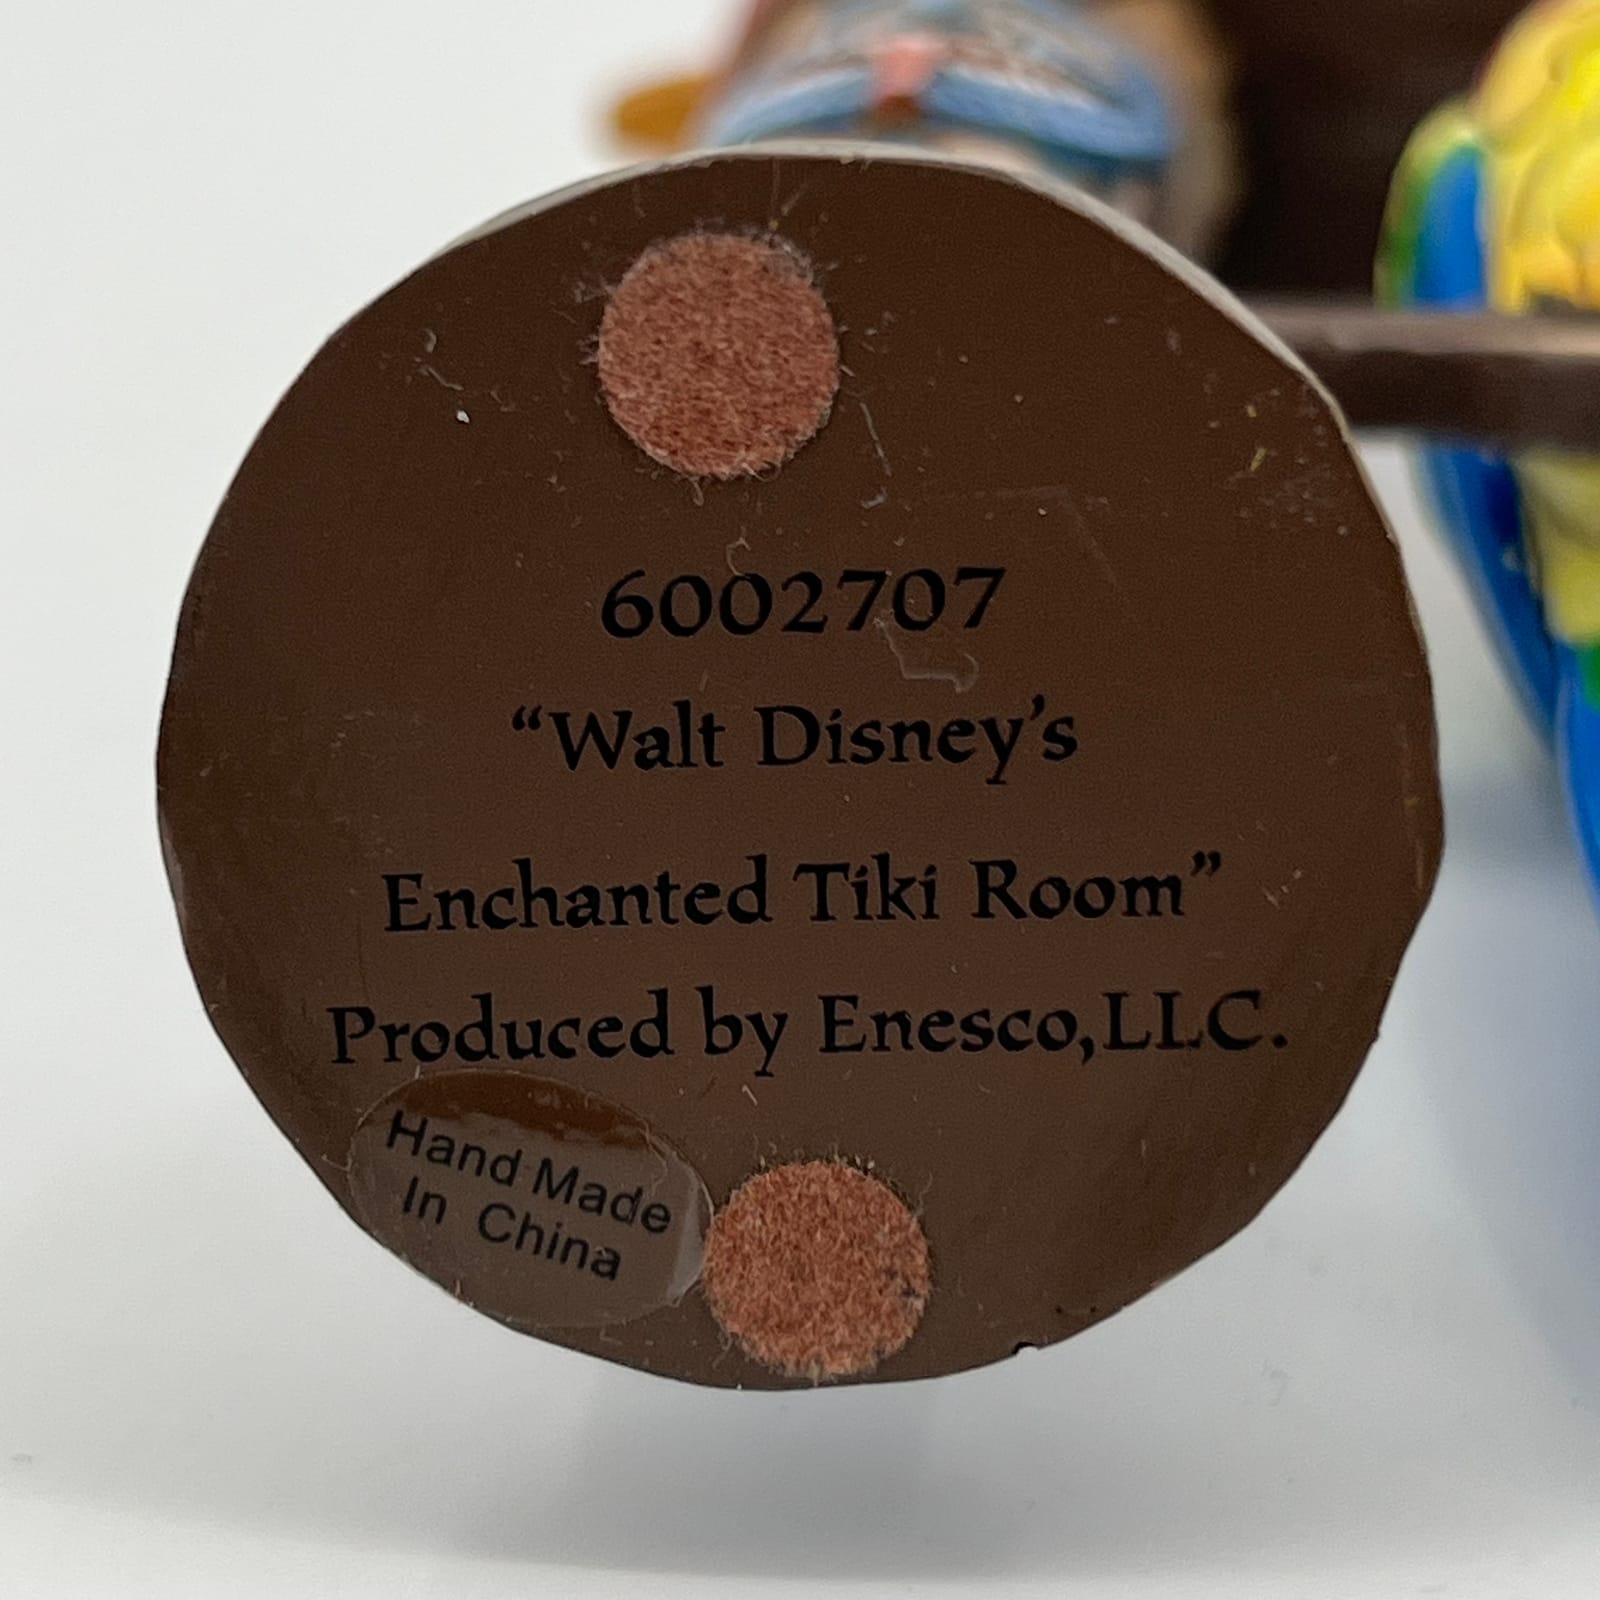 6002707
“Walt Disney’s
Enchanted Tiki Room”
Produced by Enesco,LLC.
Hand Made
In China